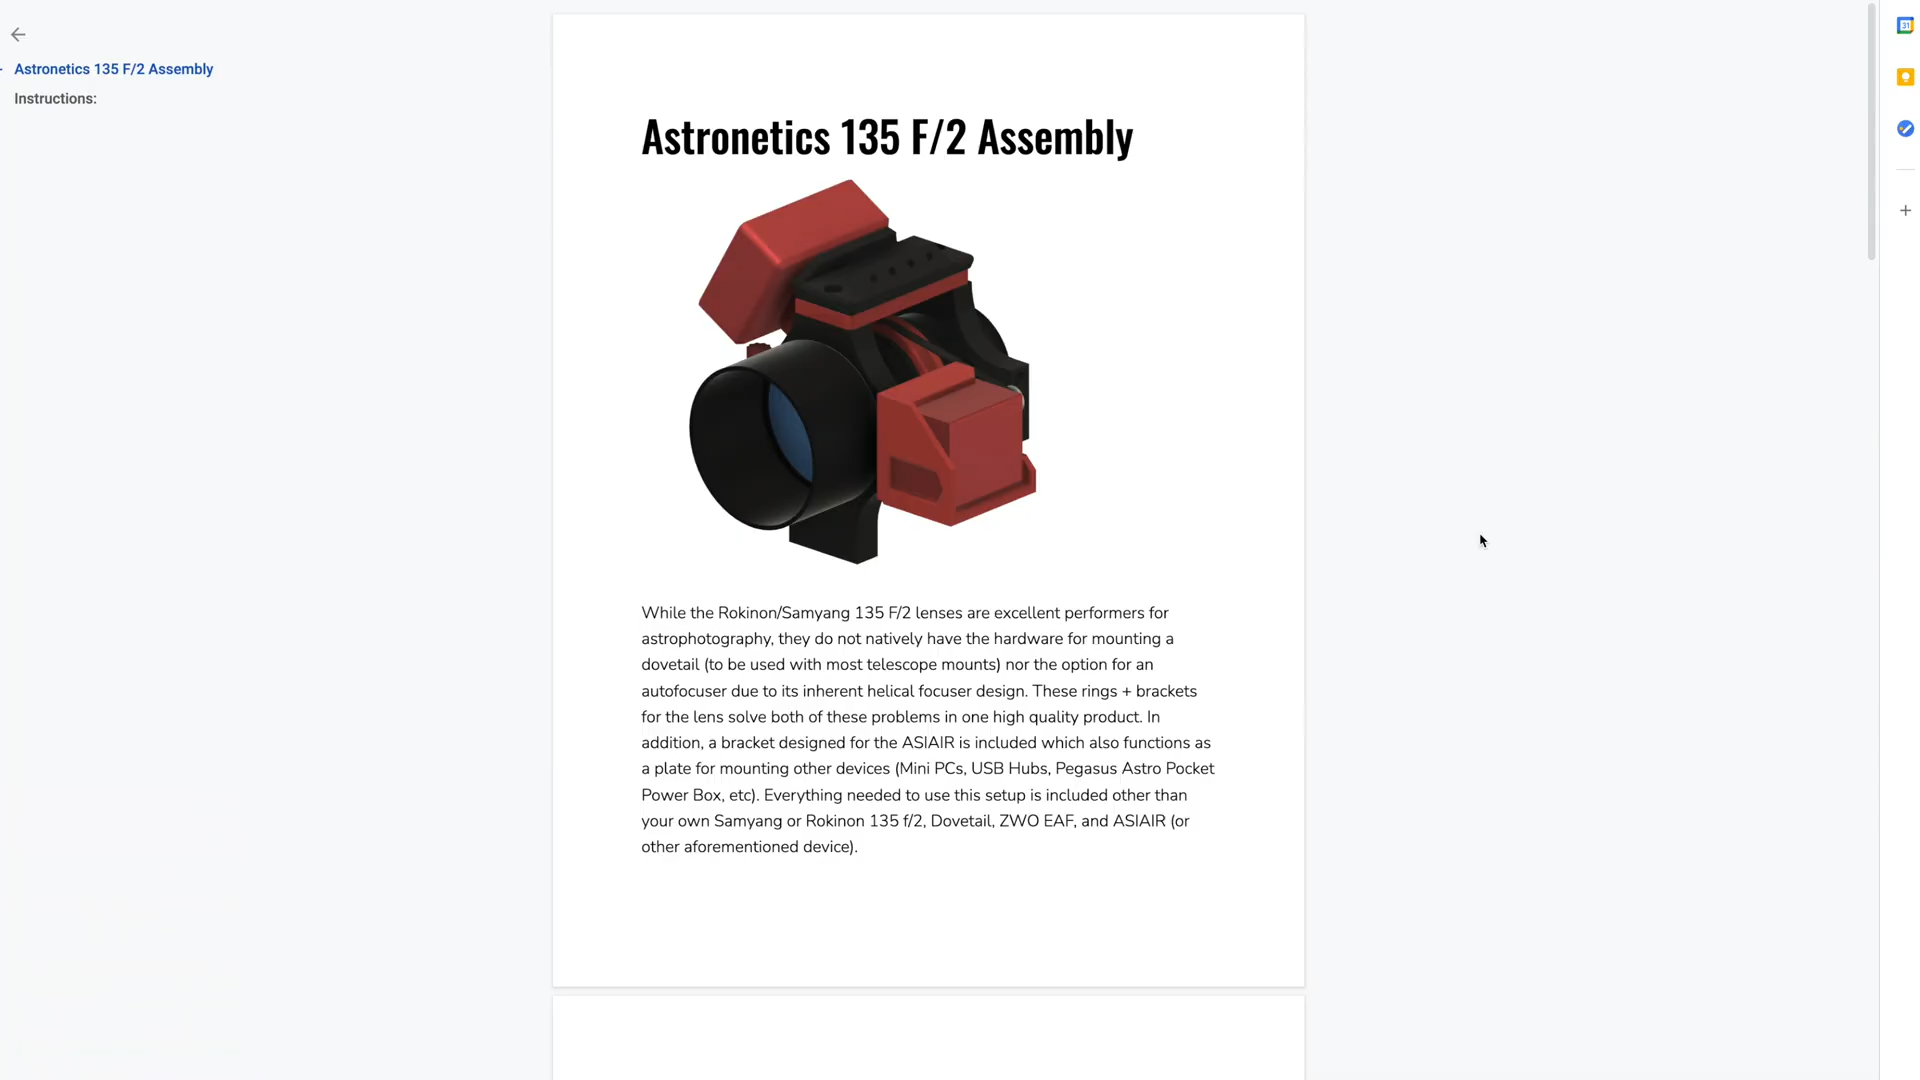 Astronetics 135 F/2 Assembly
Instructions:
Astronetics 135 F/2 Assembly
While the Rokinon/Samyang 135 F/2 lenses are excellent performers for
astrophotography, they do not natively have the hardware for mounting a
dovetail (to be used with most telescope mounts) nor the option for an
autofocuser due to its inherent helical focuser design. These rings + brackets
for the lens solve both of these problems in one high quality product. In
addition, a bracket designed for the ASIAIR is included which also functions as
a plate for mounting other devices (Mini PCs, USB Hubs, Pegasus Astro Pocket
Power Box, etc). Everything needed to use this setup is included other than
your own Samyang or Rokinon 135 f/2, Dovetail, ZWO EAF, and ASIAIR (or
other aforementioned device).
31